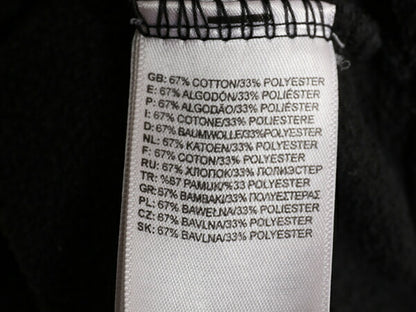 GB: 67% COTTON/33% POLYESTER
E: 67% ALGODÓN/33% POLIÉSTER
P: 67% ALGODÃO/33% POLIÉSTER
I: 67% COTONE/33% POLIESTERE
D: 67% BAUMWOLLE/33%POLYESTER
NL: 67% KATOEN/33% POLYESTER
F: 67% COTON/33% POLYESTER
RU: 67% ХЛОПОК/33% ПОЛИЭСТЕР
TR: %67 PAMUK/%33 POLYESTER
GR: 67% ΒΑΜΒΑΚΙ/33% ΠΟΛΥΕΣΤΕΡΑΣ
PL: 67% BAWEŁNA/33% POLIESTER
CZ: 67% BAVLNA/33% POLYESTER
SK: 67% BAVLNA/33% POLYESTER